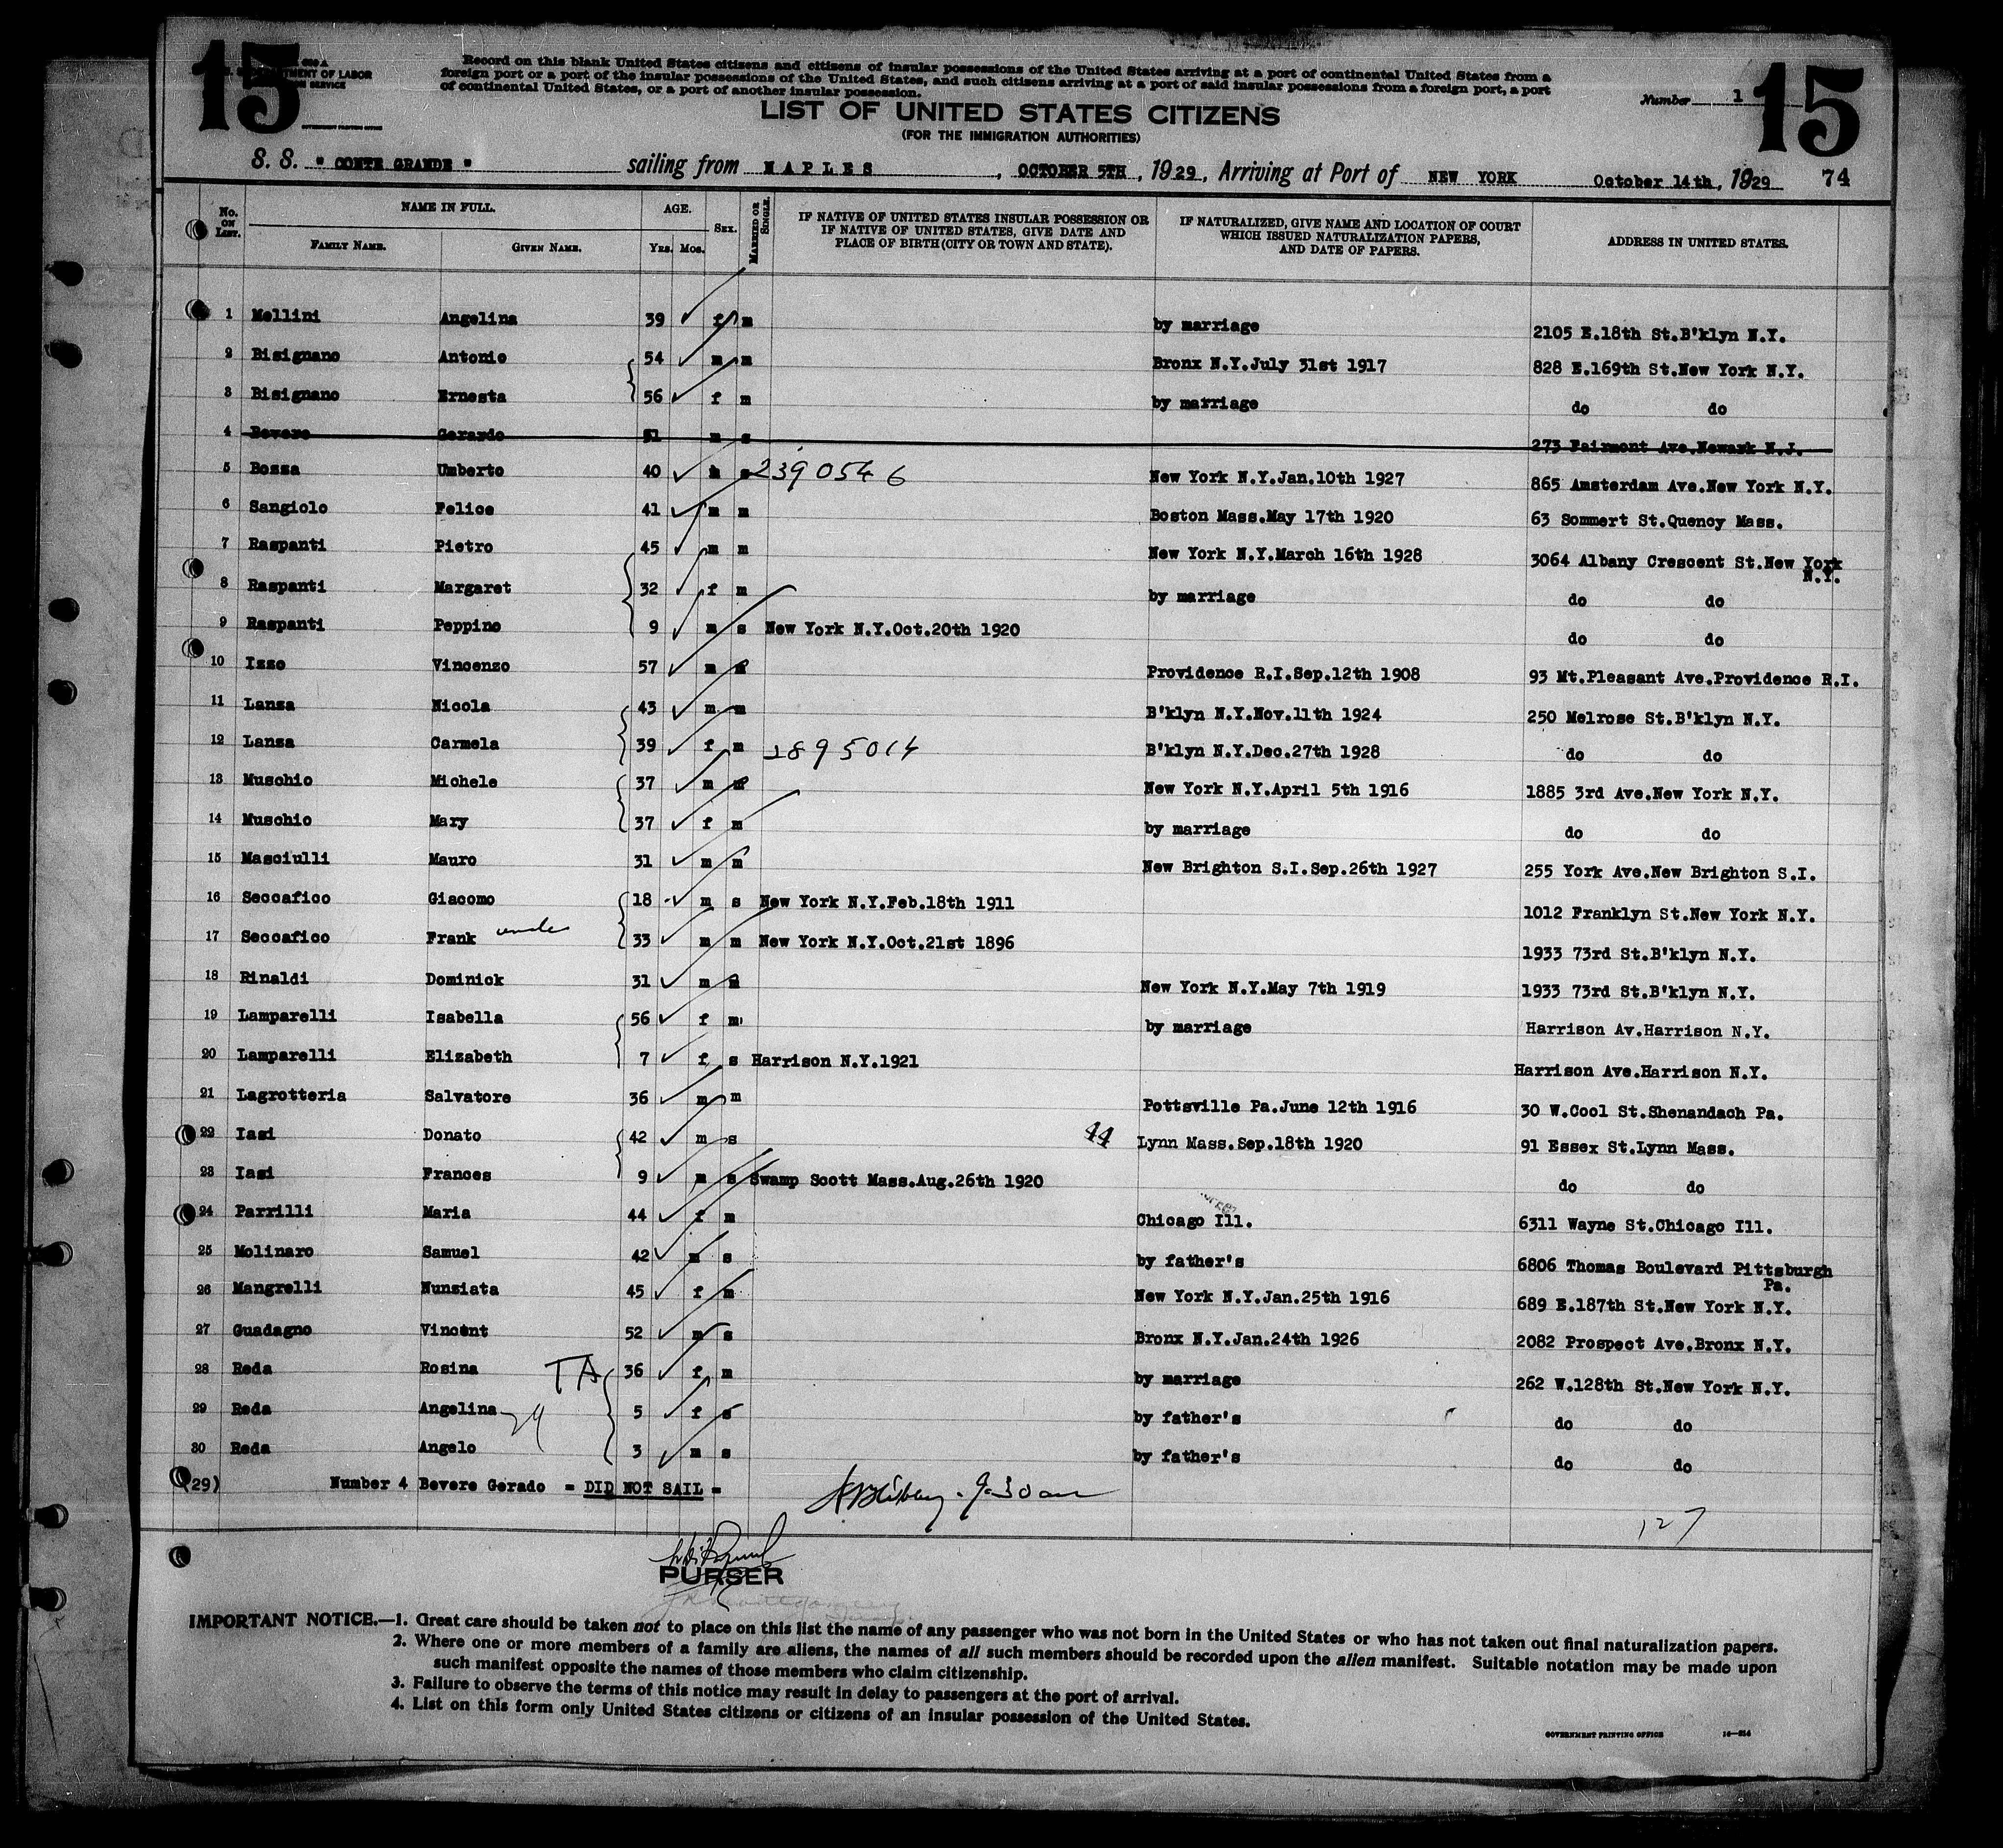 15
TMENT OF LABOR
SERVICE
GOVERNMENT PRINTING OFFICE
Record on this blank United States citizens and citizens of insular possessions of the United States arriving at a port of continental United States from a
foreign port or a port of the insular possessions of the United States, and such citizens arriving at a port of said insular possessions from a foreign port, a port
of continental United States, or a port of another insular possession.
LIST OF UNITED STATES CITIZENS
(FOR THE IMMIGRATION AUTHORITIES)
Number 1
15
S. S. " CONTE GRANDE " sailing from NAPLES , OCTOBER 5TH , 1929, Arriving at Port of NEW YORK October 14th, 1929 74
No. ON LIST. NAME IN FULL. FAMILY NAME. GIVEN NAME. AGE. YRS. MOS. SEX. MARRIED OR SINGLE. IF NATIVE OF UNITED STATES INSULAR POSSESSION OR IF NATIVE OF UNITED STATES, GIVE DATE AND PLACE OF BIRTH (CITY OR TOWN AND STATE). IF NATURALIZED, GIVE NAME AND LOCATION OF COURT WHICH ISSUED NATURALIZATION PAPERS, AND DATE OF PAPERS. ADDRESS IN UNITED STATES.
1 Mellini Angelina 39 f m by marriage 2105 E.18th St.B'klyn N.Y.
2 Bisignano Antonio 54 m m Bronx N.Y.July 31st 1917 828 E.169th St.New York N.Y.
3 Bisignano Ernesta 56 f m by marriage do do
4 Bevere Gerardo 51 m s 273 Fairmont Ave.Newark N.J.
5 Bossa Umberto 40 s 2390546 New York N.Y.Jan.10th 1927 865 Amsterdam Ave.New York N.Y.
6 Sangiolo Felice 41 m m Boston Mass.May 17th 1920 63 Sommert St.Quency Mass.
7 Raspanti Pietro 45 m m New York N.Y.March 16th 1928 3064 Albany Crescent St.New York
N.Y.
8 Raspanti Margaret 32 f m by marriage do do
9 Raspanti Peppino 9 m s New York N.Y.Oct.20th 1920 do do
10 Izzo Vincenzo 57 m m Providence R.I.Sep.12th 1908 93 Mt.Pleasant Ave.Providence R.I.
11 Lansa Nicola 43 m m B'klyn N.Y.Nov.11th 1924 250 Melrose St.B'klyn N.Y.
12 Lansa Carmela 39 f m 1895014 B'klyn N.Y.Dec.27th 1928 do do
13 Muschio Michele 37 m m New York N.Y.April 5th 1916 1885 3rd Ave.New York N.Y.
14 Muschio Mary 37 f m by marriage do do
15 Masciulli Mauro 31 m m New Brighton S.I.Sep.26th 1927 255 York Ave.New Brighton S.I.
16 Seccafico Giacomo 18 m s New York N.Y.Feb.18th 1911 1012 Franklyn St.New York N.Y.
17 Seccafico Frank uncle 33 m m New York N.Y.Oct.21st 1896 1933 73rd St.B'klyn N.Y.
18 Rinaldi Dominick 31 m New York N.Y.May 7th 1919 1933 73rd St.B'klyn N.Y.
19 Lamparelli Isabella 56 f m by marriage Harrison Av.Harrison N.Y.
20 Lamparelli Elizabeth 7 f s Harrison N.Y.1921 Harrison Ave.Harrison N.Y.
21 Lagrotteria Salvatore 36 m m Pottsville Pa.June 12th 1916 30 W.Cool St.Shenandach Pa.
22 Iasi Donato 42 m s 44 Lynn Mass.Sep.18th 1920 91 Essex St.Lynn Mass.
23 Iasi Frances 9 m s Swamp Scott Mass.Aug.26th 1920 do do
24 Parrilli Maria 44 f m Chicago Ill. 6311 Wayne St.Chicago Ill.
25 Molinaro Samuel 42 m s by father's 6806 Thomas Boulevard Pittsburgh
Pa.
26 Mangrelli Nunsiata 45 f m New York N.Y.Jan.25th 1916 689 E.187th St.New York N.Y.
27 Guadagno Vincent 52 m s Bronx N.Y.Jan.24th 1926 2082 Prospect Ave.Bronx N.Y.
28 Reda Rosina TA 36 f m by marriage 262 W.128th St.New York N.Y.
29 Reda Angelina 5 f s by father's do do
30 Reda Angelo 3 m s by father's do do
(29) Number 4 Bevere Gerado = DID NOT SAIL = 9-30 am
127
PURSER
IMPORTANT NOTICE.—1. Great care should be taken not to place on this list the name of any passenger who was not born in the United States or who has not taken out final naturalization papers.
2. Where one or more members of a family are aliens, the names of all such members should be recorded upon the alien manifest. Suitable notation may be made upon
such manifest opposite the names of those members who claim citizenship.
3. Failure to observe the terms of this notice may result in delay to passengers at the port of arrival.
4. List on this form only United States citizens or citizens of an insular possession of the United States.
GOVERNMENT PRINTING OFFICE 16—214